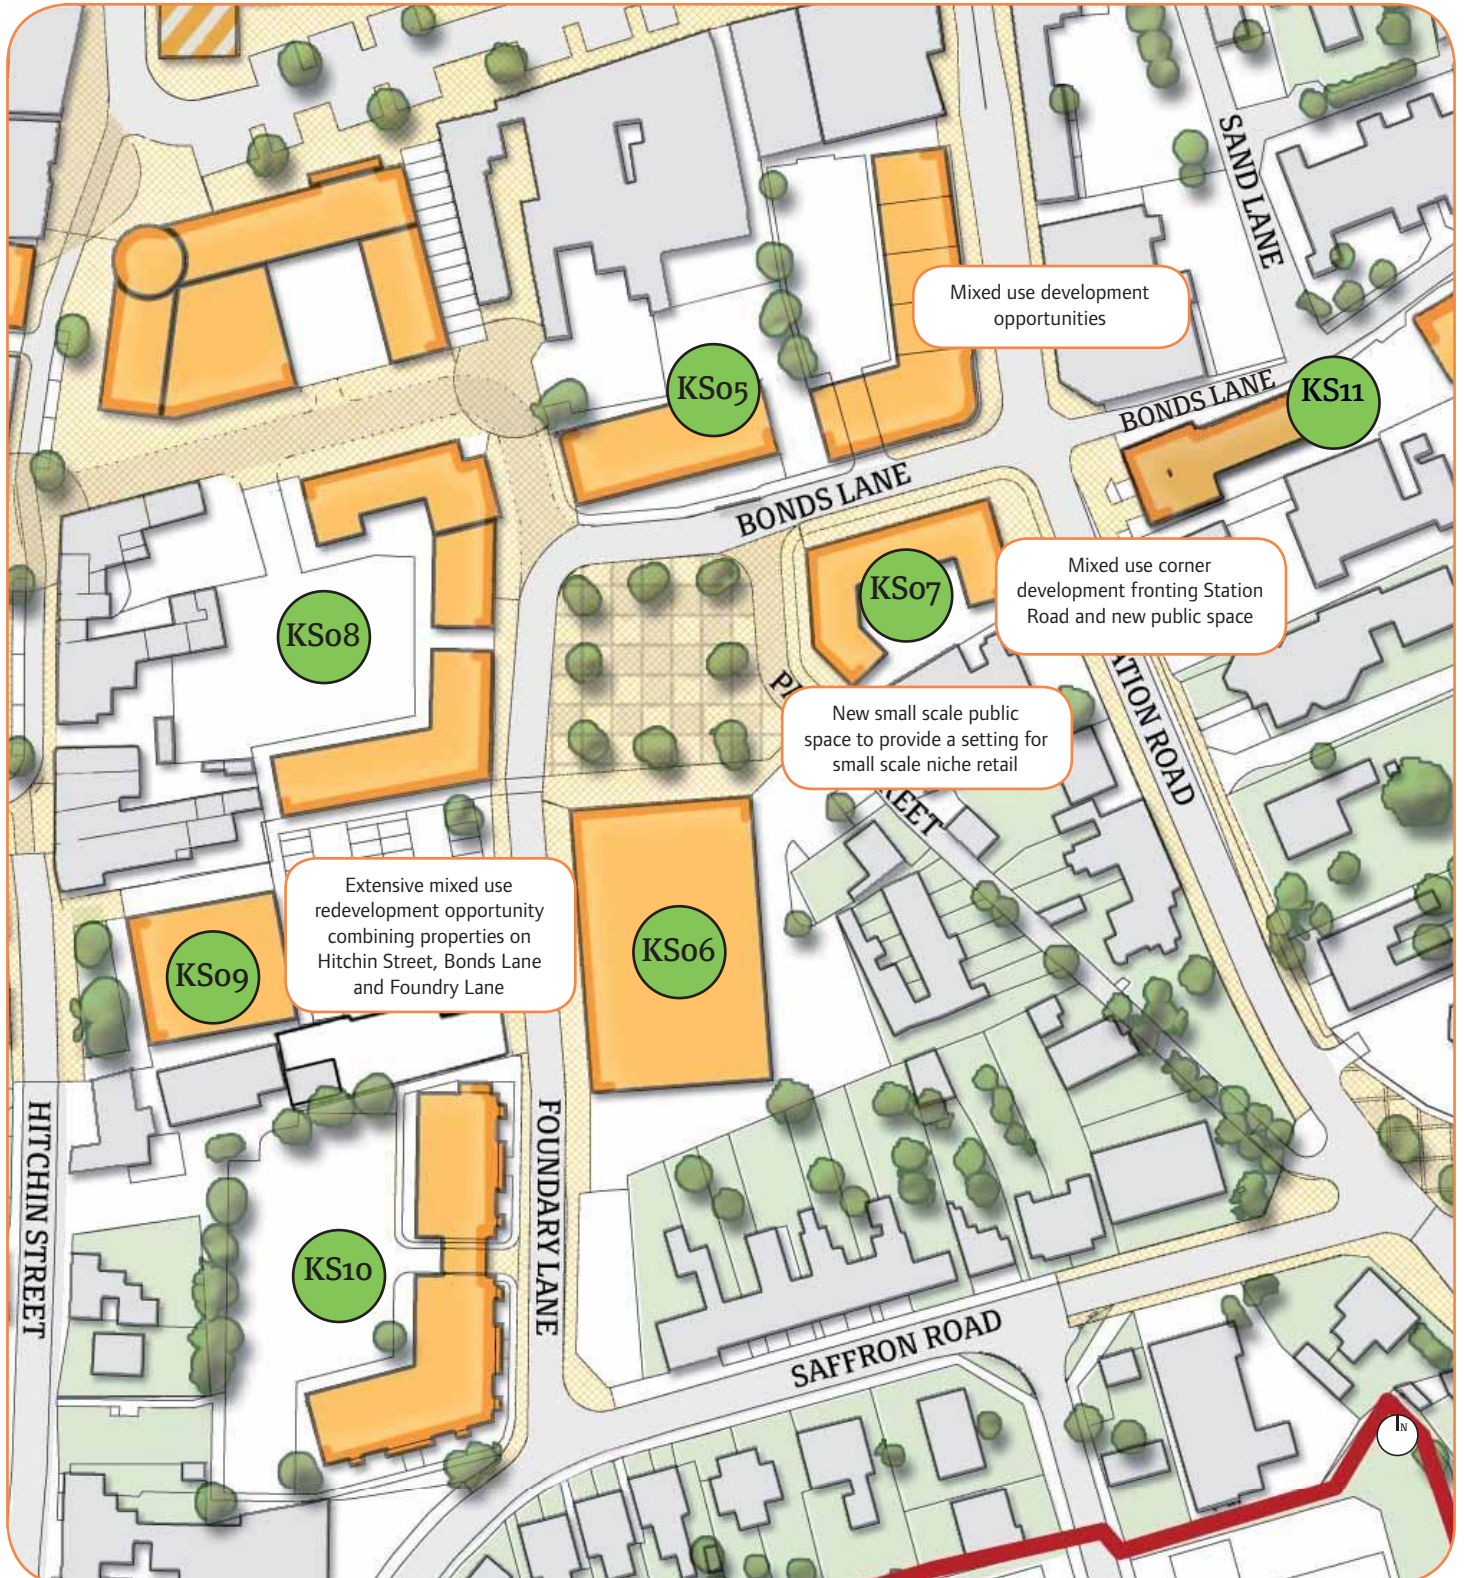 SAND LANE
Mixed use development
opportunities
KS05
BONDS LANE
KS11
BONDS LANE
KS07
Mixed use corner
development fronting Station
Road and new public space
KS08
ATION ROAD
New small scale public
space to provide a setting for
small scale niche retail
REET
Extensive mixed use
redevelopment opportunity
combining properties on
Hitchin Street, Bonds Lane
and Foundry Lane
KS06
KS09
HITCHIN STREET
FOUNDARY LANE
KS10
SAFFRON ROAD
N